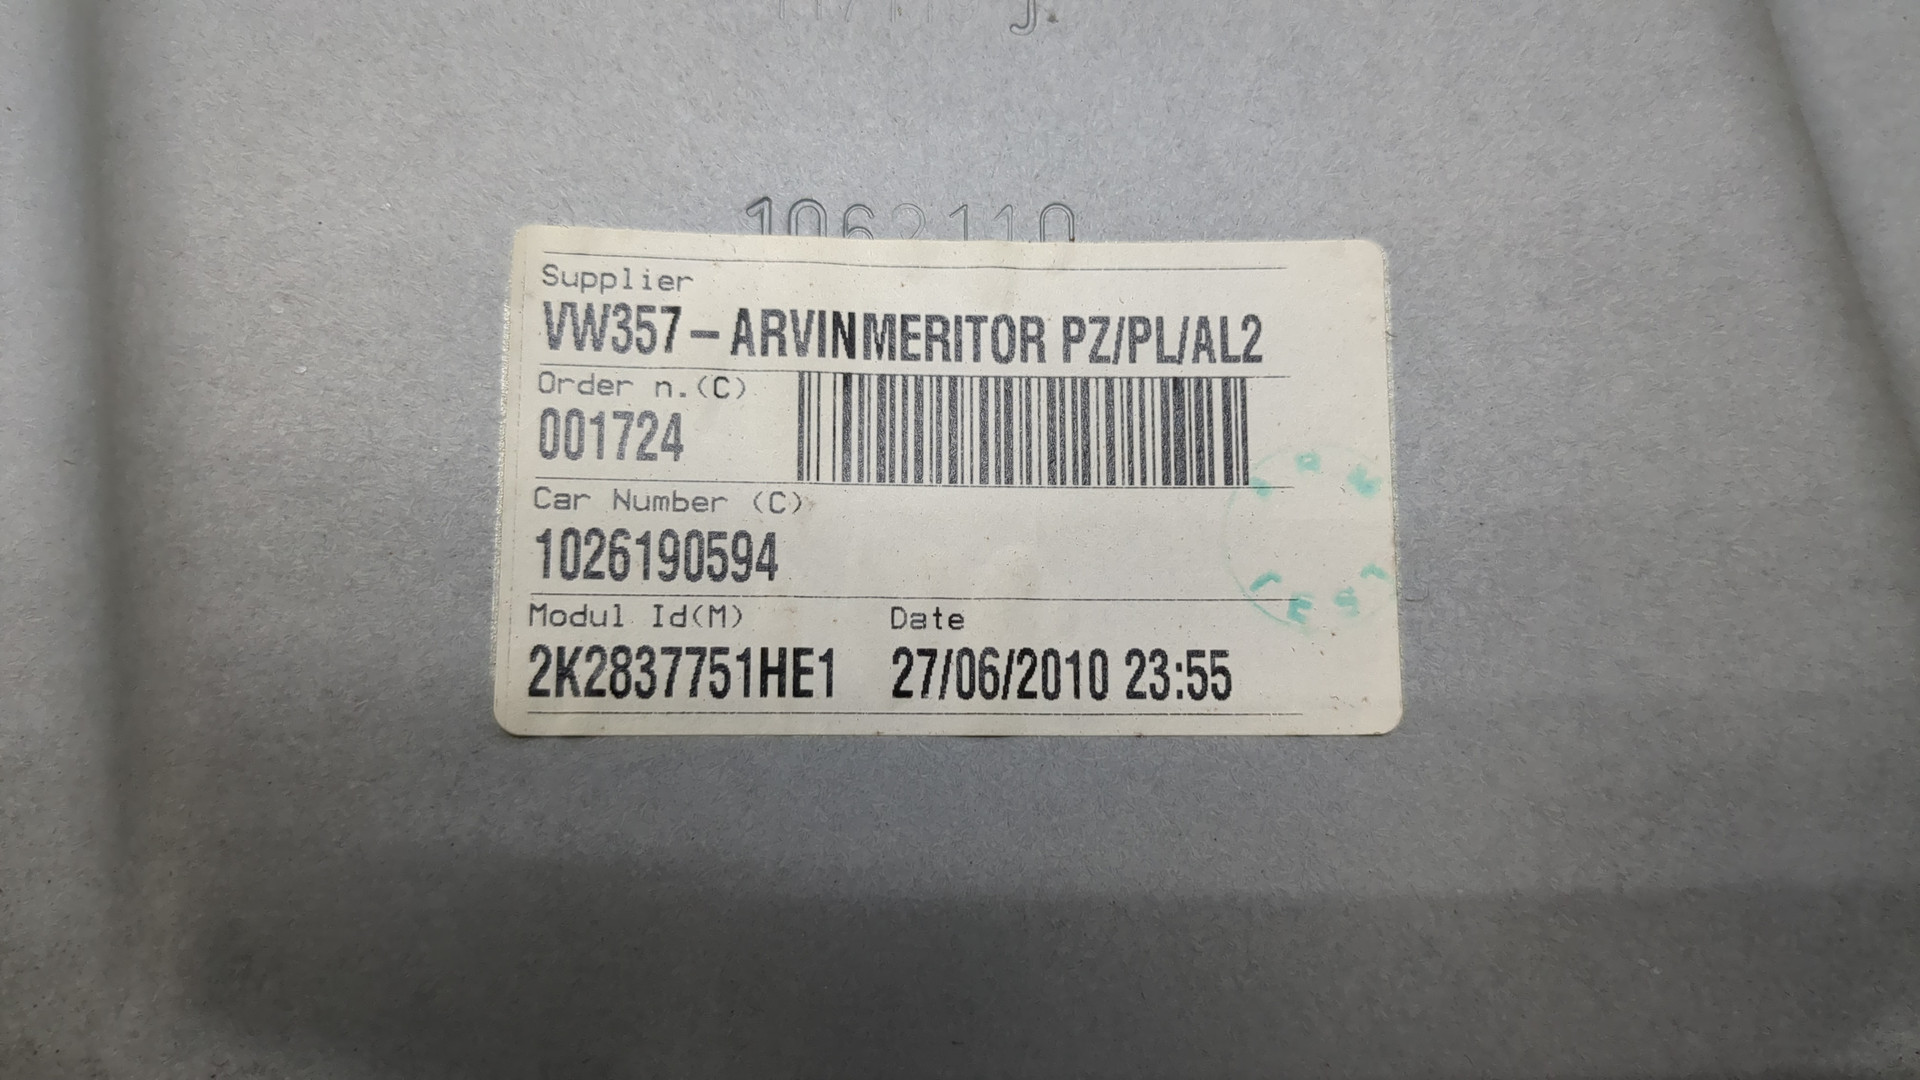 1062110
Supplier
VW357-ARVINMERITOR PZ/PL/AL2
Order n.(C)
001724
Car Number (C)
1026190594
Modul Id(M) Date
2K2837751HE1 27/06/2010 23:55